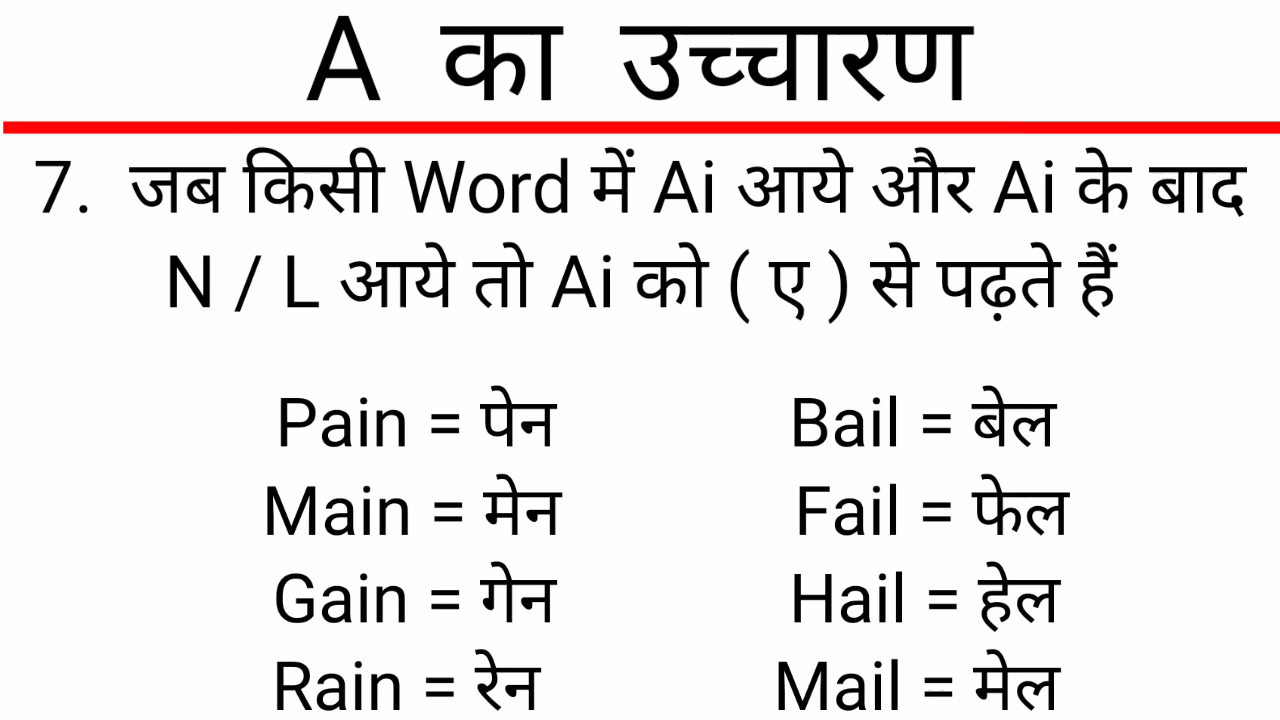 A का उच्चारण
7. जब किसी Word में Ai आये और Ai के बाद
N / L आये तो Ai को ( ए ) से पढ़ते हैं
Pain = पेन Bail = बेल
Main = मेन Fail = फेल
Gain = गेन Hail = हेल
Rain = रेन Mail = मेल